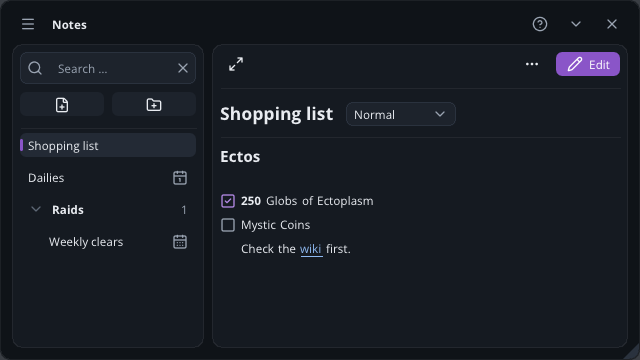 Notes
Search ...
Edit
Shopping list
Dailies
Raids 1
Weekly clears
Shopping list Normal
Ectos
250 Globs of Ectoplasm
Mystic Coins
Check the wiki first.